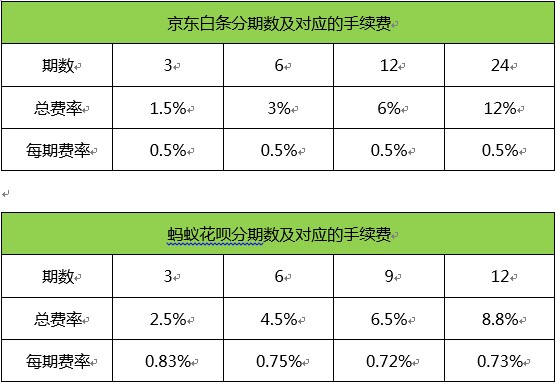 京东白条分期数及对应的手续费
期数 3 6 12 24
总费率 1.5% 3% 6% 12%
每期费率 0.5% 0.5% 0.5% 0.5%
蚂蚁花呗分期数及对应的手续费
期数 3 6 9 12
总费率 2.5% 4.5% 6.5% 8.8%
每期费率 0.83% 0.75% 0.72% 0.73%